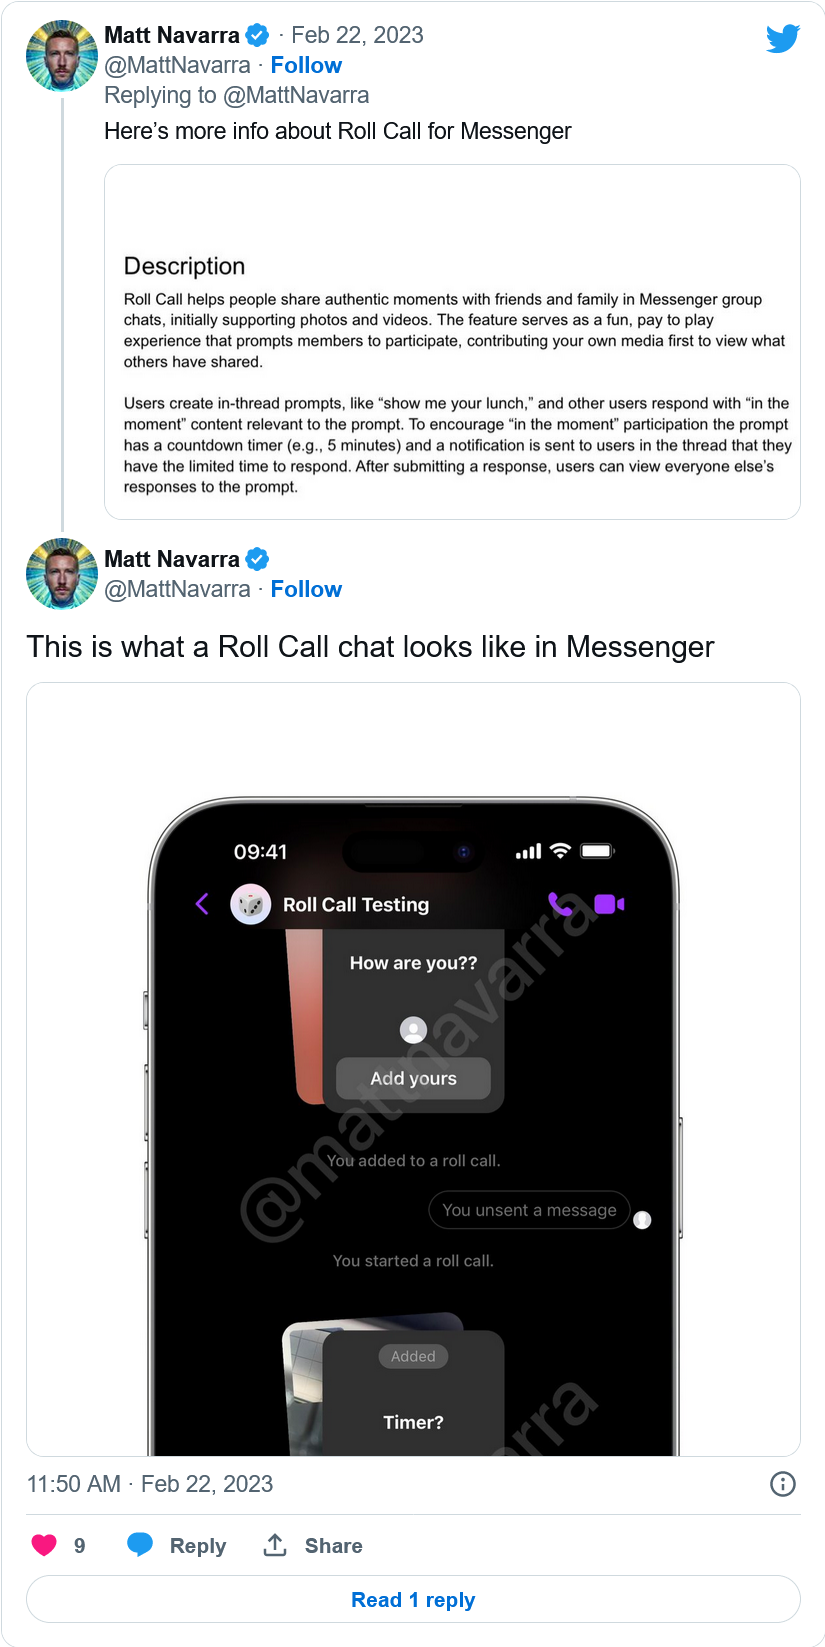 Matt Navarra · Feb 22, 2023
@MattNavarra · Follow
Replying to @MattNavarra
Here’s more info about Roll Call for Messenger
Description
Roll Call helps people share authentic moments with friends and family in Messenger group
chats, initially supporting photos and videos. The feature serves as a fun, pay to play
experience that prompts members to participate, contributing your own media first to view what
others have shared.
Users create in-thread prompts, like “show me your lunch,” and other users respond with “in the
moment” content relevant to the prompt. To encourage “in the moment” participation the prompt
has a countdown timer (e.g., 5 minutes) and a notification is sent to users in the thread that they
have the limited time to respond. After submitting a response, users can view everyone else’s
responses to the prompt.
Matt Navarra
@MattNavarra · Follow
This is what a Roll Call chat looks like in Messenger
09:41
Roll Call Testing
How are you??
Add yours
@mattnavarra
You added to a roll call.
You unsent a message
You started a roll call.
Added
Timer?
arra
11:50 AM · Feb 22, 2023
9 Reply Share
Read 1 reply